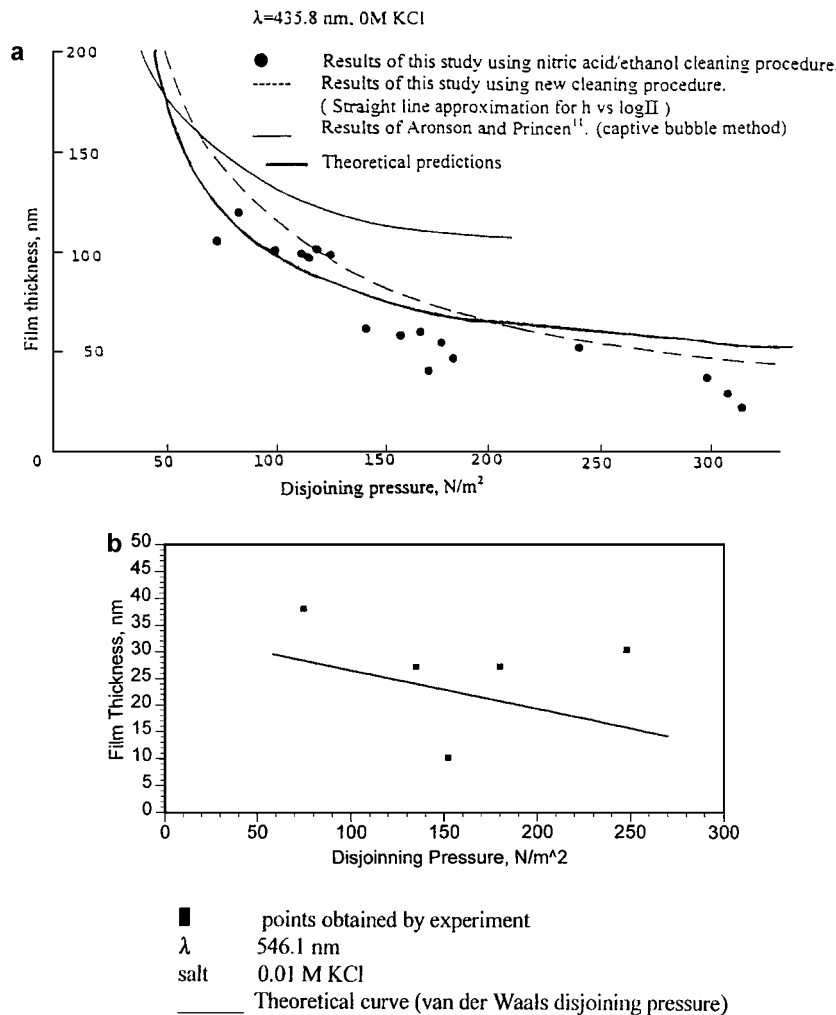 λ=435.8 nm, 0M KCl
a
200
150
100
50
0
Film thickness, nm
● Results of this study using nitric acid/ethanol cleaning procedure.
Results of this study using new cleaning procedure.
( Straight line approximation for h vs logΠ )
Results of Aronson and Princen¹¹. (captive bubble method)
Theoretical predictions
50 100 150 200 250 300
Disjoining pressure, N/m²
b
50
45
40
35
30
25
20
15
10
5
0
Film Thickness, nm
0 50 100 150 200 250 300
Disjoinning Pressure, N/m^2
■ points obtained by experiment
λ 546.1 nm
salt 0.01 M KCl
Theoretical curve (van der Waals disjoining pressure)